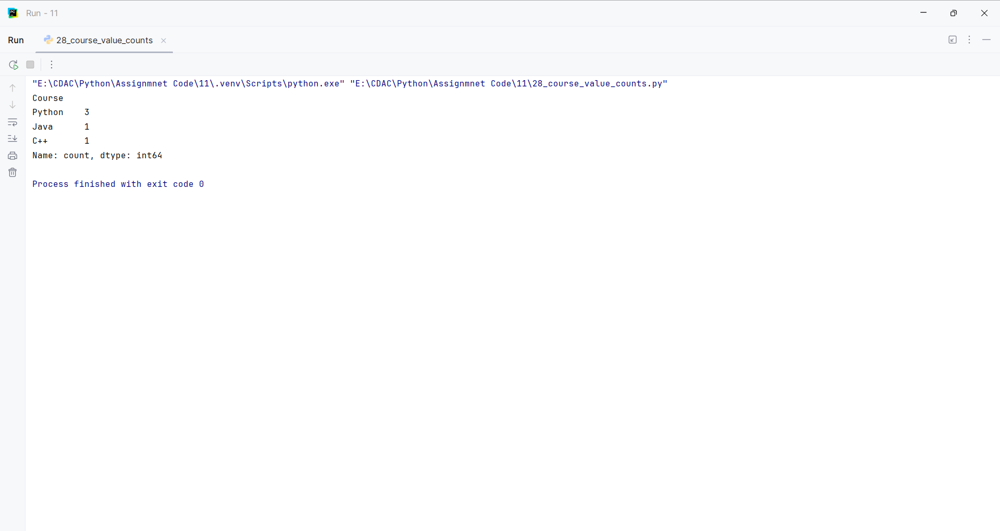 PC
Run - 11
Run 28_course_value_counts
"E:\CDAC\Python\Assignmnet Code\11\.venv\Scripts\python.exe" "E:\CDAC\Python\Assignmnet Code\11\28_course_value_counts.py"
Course
Python    3
Java      1
C++       1
Name: count, dtype: int64
Process finished with exit code 0